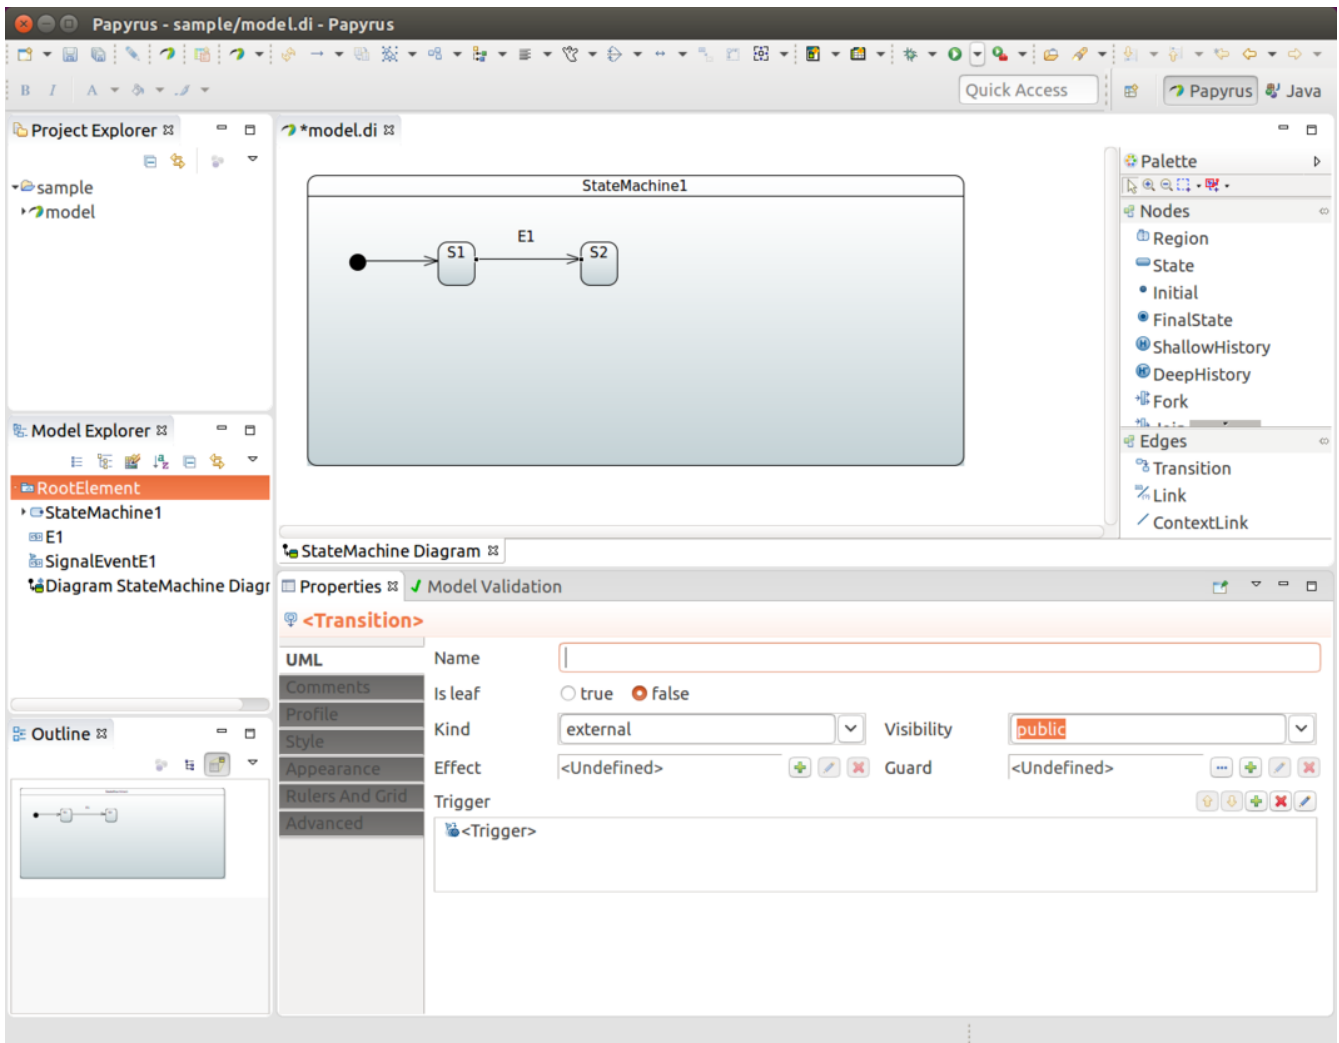 Papyrus - sample/model.di - Papyrus
B I A
Quick Access
Papyrus
Java
Project Explorer
sample
model
*model.di
StateMachine1
E1
S1
S2
Palette
Nodes
Region
State
Initial
FinalState
ShallowHistory
DeepHistory
Fork
Edges
Transition
Link
ContextLink
Model Explorer
RootElement
StateMachine1
E1
SignalEventE1
Diagram StateMachine Diagr
StateMachine Diagram
Properties
Model Validation
<Transition>
UML
Comments
Profile
Style
Appearance
Rulers And Grid
Advanced
Name
Is leaf
true
false
Kind
external
Visibility
public
Effect
<Undefined>
Guard
<Undefined>
Trigger
<Trigger>
Outline